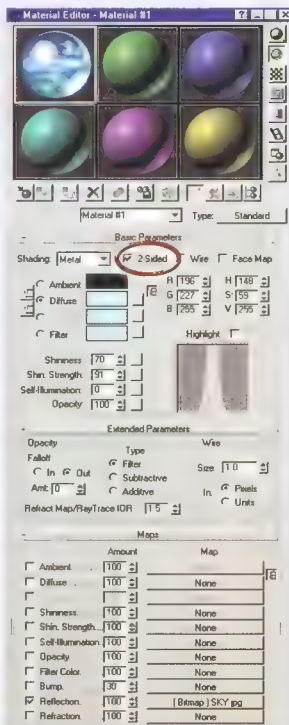 Material Editor - Material #1
Material #1 Type: Standard
Basic Parameters
Shading: Metal 2-Sided Wire Face Map
Ambient R 196 H 148
Diffuse G 227 S 59
B 255 V 255
Filter Highlight
Shininess 70
Shin. Strength: 91
Self-Illumination: 0
Opacity 100
Extended Parameters
Opacity Type Wire
Falloff Filter Size 1.0
In Out Subtractive In: Pixels
Amt: 0 Additive Units
Refract Map/RayTrace IOR 1.5
Maps
Amount Map
Ambient 100
Diffuse 100 None
100
Shininess 100 None
Shin. Strength 100 None
Self-Illumination 100 None
Opacity 100 None
Filter Color 100 None
Bump 30 None
Reflection 100 (Bitmap) SKY.jpg
Refraction 100 None